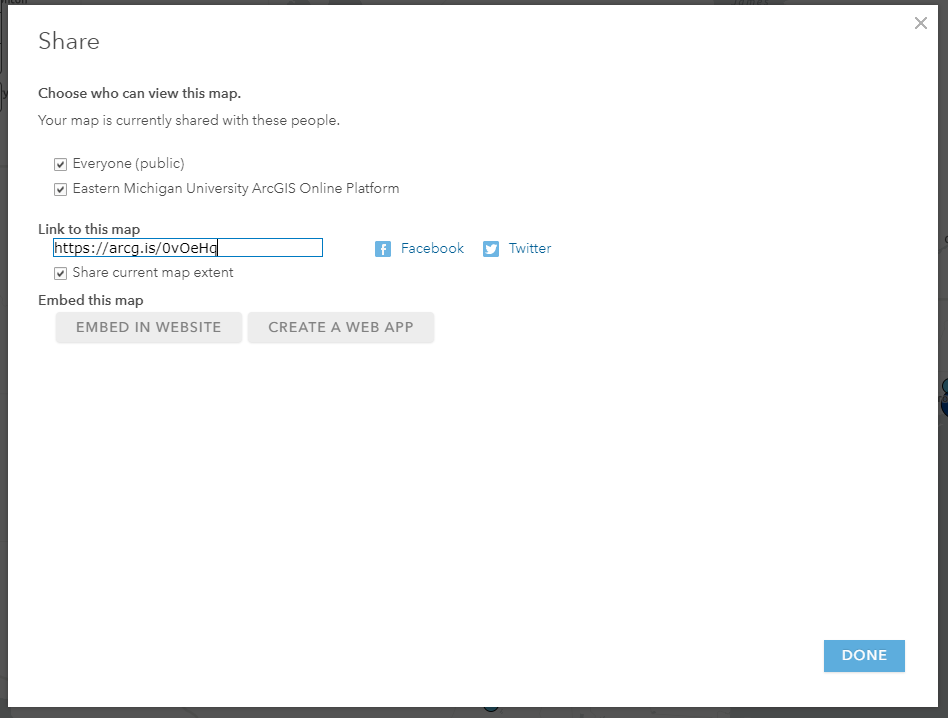 Share
Choose who can view this map.
Your map is currently shared with these people.
Everyone (public)
Eastern Michigan University ArcGIS Online Platform
Link to this map
https://arcg.is/0vOeHq Facebook Twitter
Share current map extent
Embed this map
EMBED IN WEBSITE CREATE A WEB APP
DONE